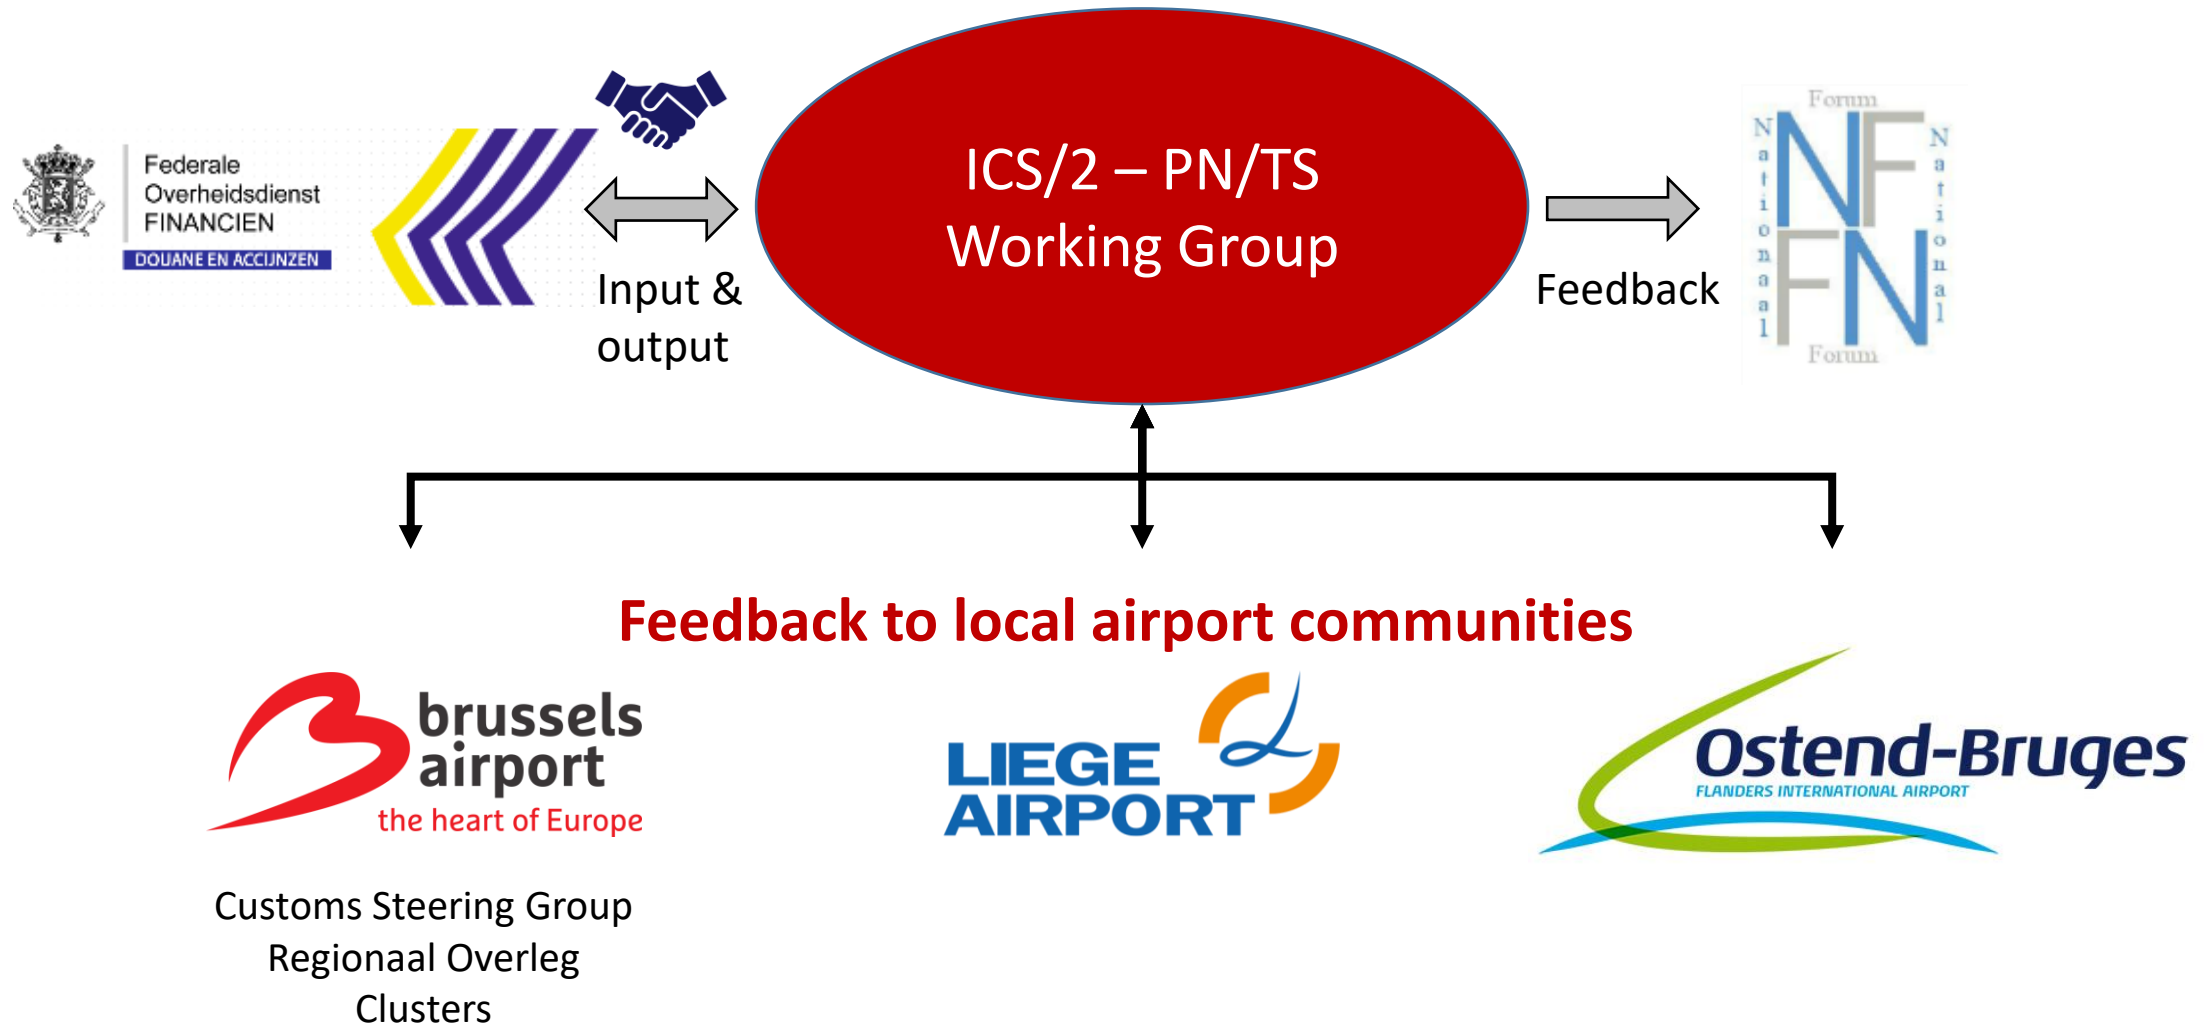 Federale
Overheidsdienst
FINANCIEN
DOUANE EN ACCIJNZEN
Input &
output
ICS/2 – PN/TS
Working Group
Feedback
Forum
Nationaal
NF
FN
National
Forum
Feedback to local airport communities
brussels
airport
the heart of Europe
LIEGE
AIRPORT
Ostend-Bruges
FLANDERS INTERNATIONAL AIRPORT
Customs Steering Group
Regionaal Overleg
Clusters